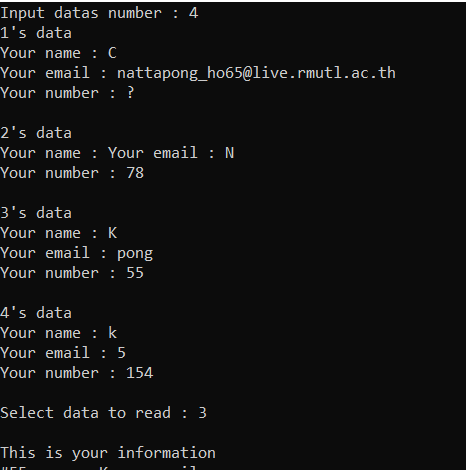 Input datas number : 4
1's data
Your name : C
Your email : nattapong_ho65@live.rmutl.ac.th
Your number : ?
2's data
Your name : Your email : N
Your number : 78
3's data
Your name : K
Your email : pong
Your number : 55
4's data
Your name : k
Your email : 5
Your number : 154
Select data to read : 3
This is your information